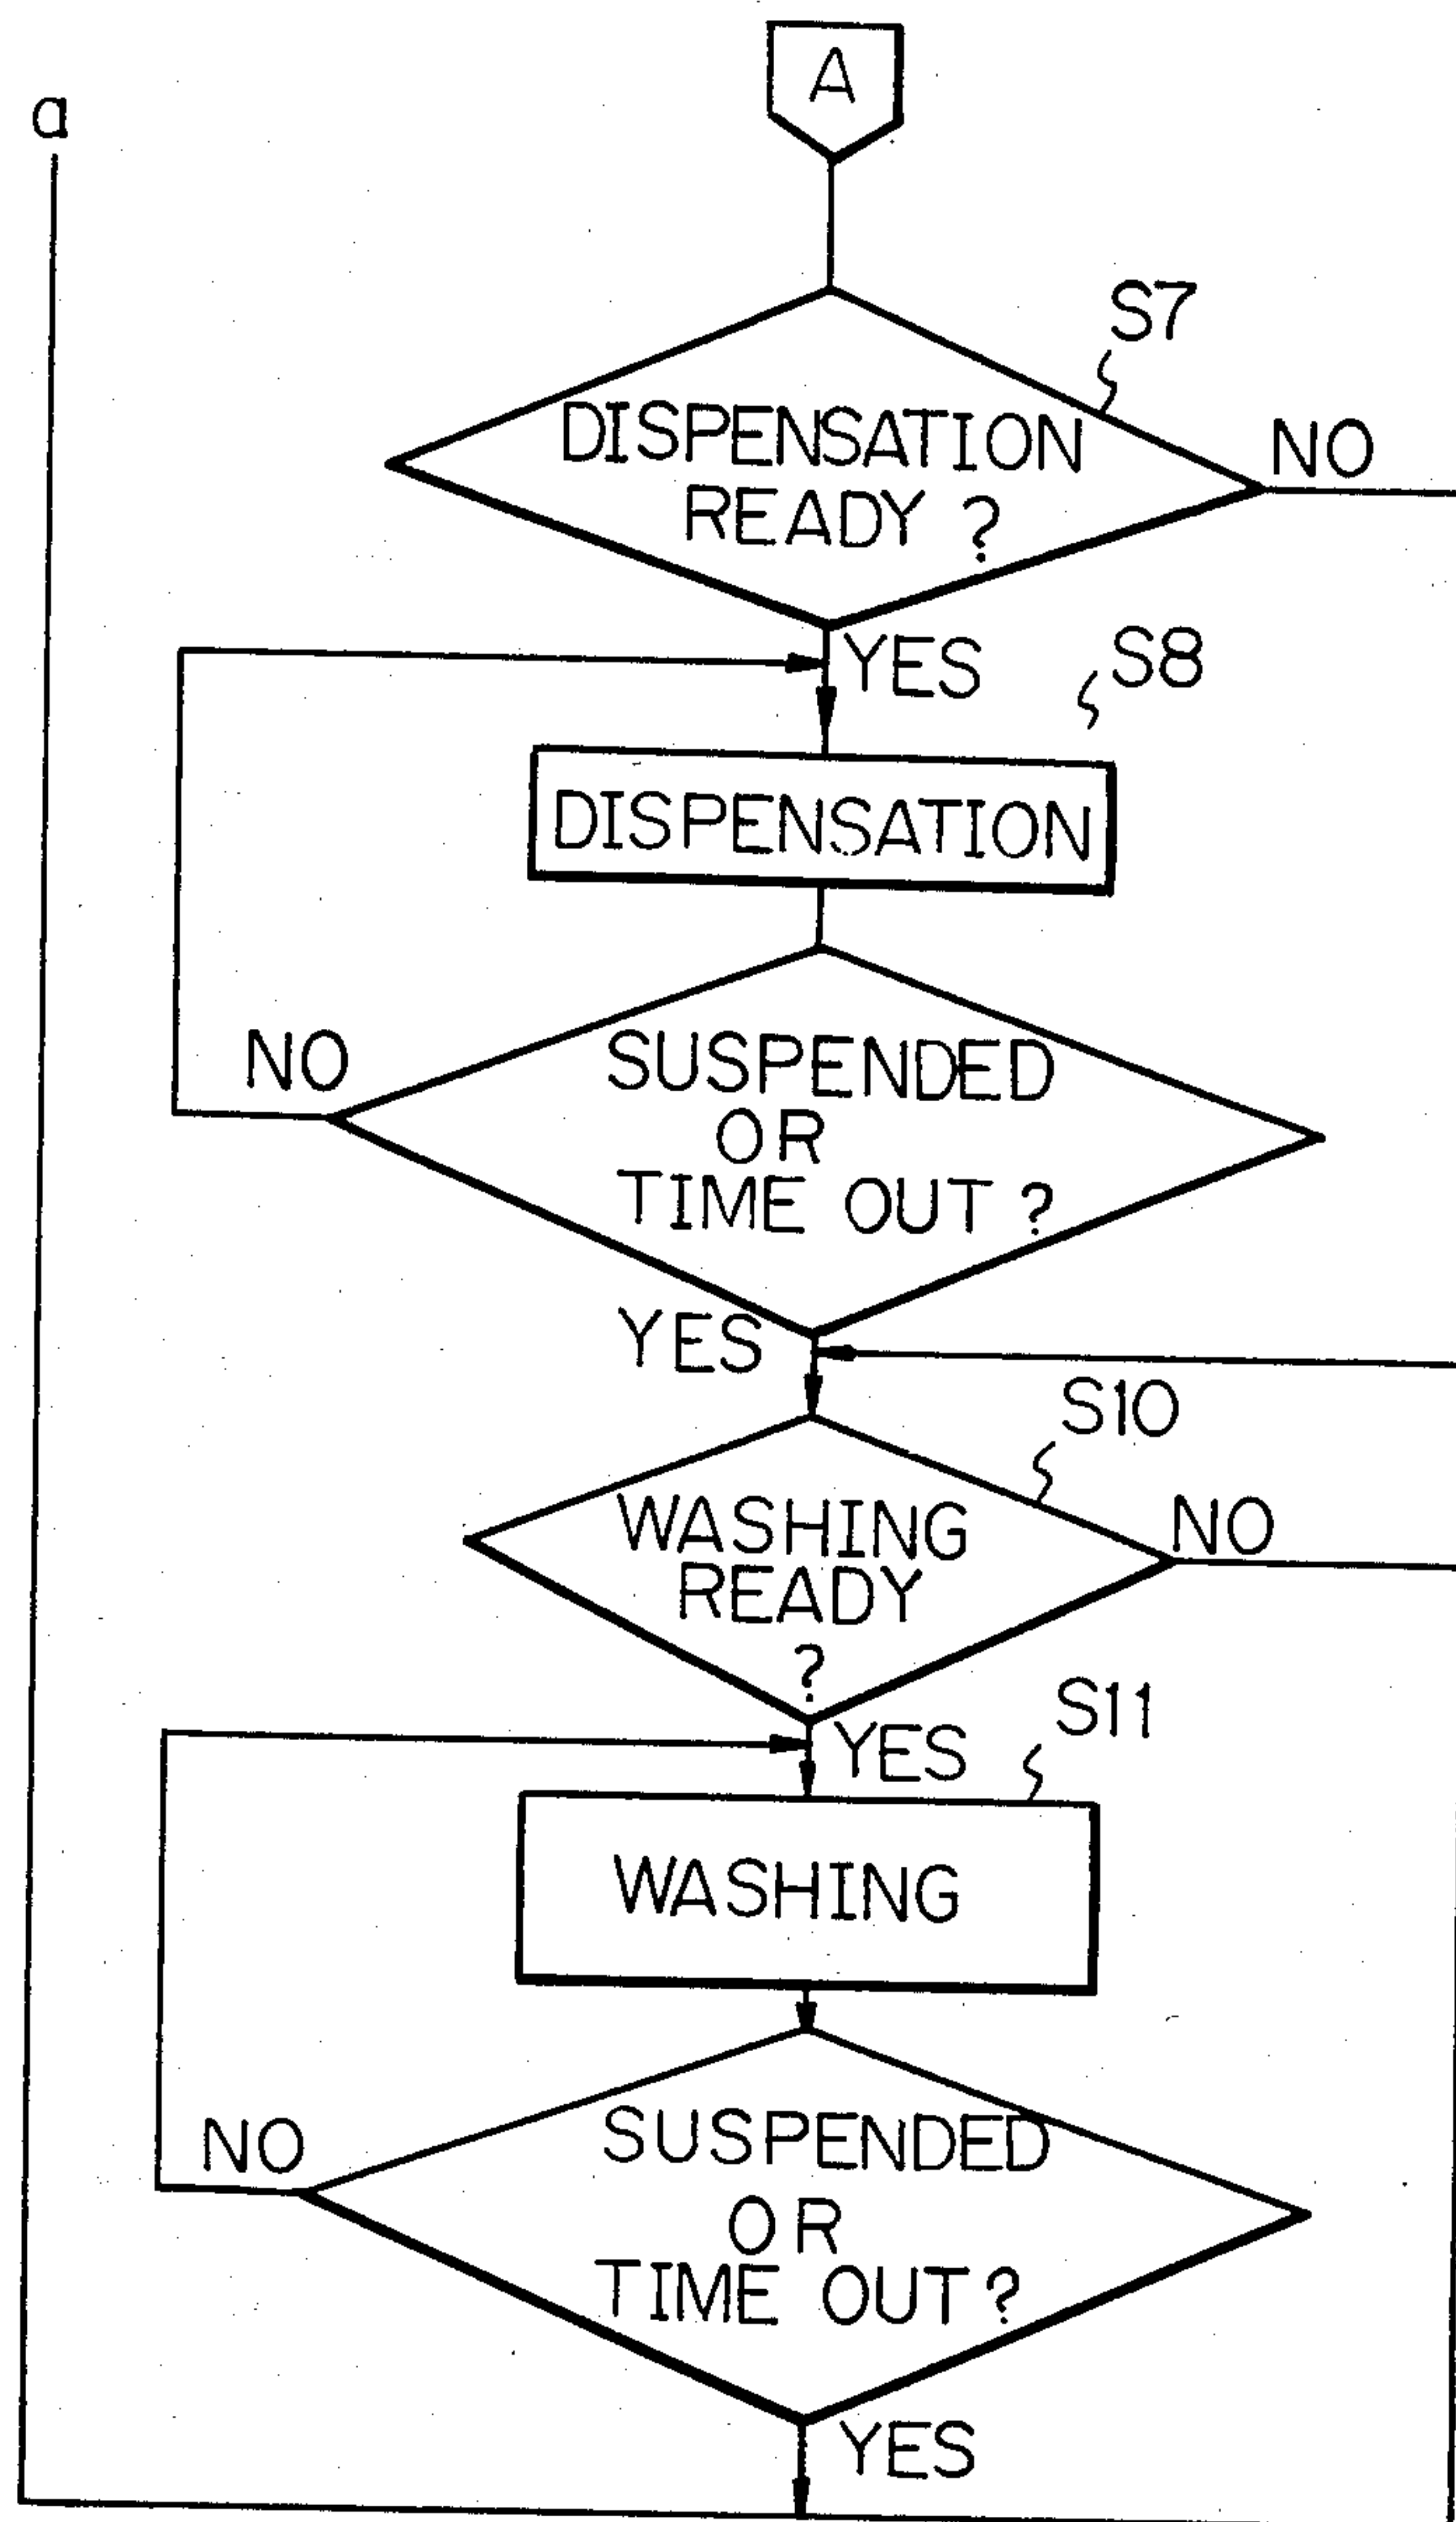 A
a
S7
DISPENSATION
READY ?
NO
YES
S8
DISPENSATION
NO
SUSPENDED
OR
TIME OUT ?
YES
S10
WASHING
READY
?
NO
S11
YES
WASHING
NO
SUSPENDED
OR
TIME OUT ?
YES